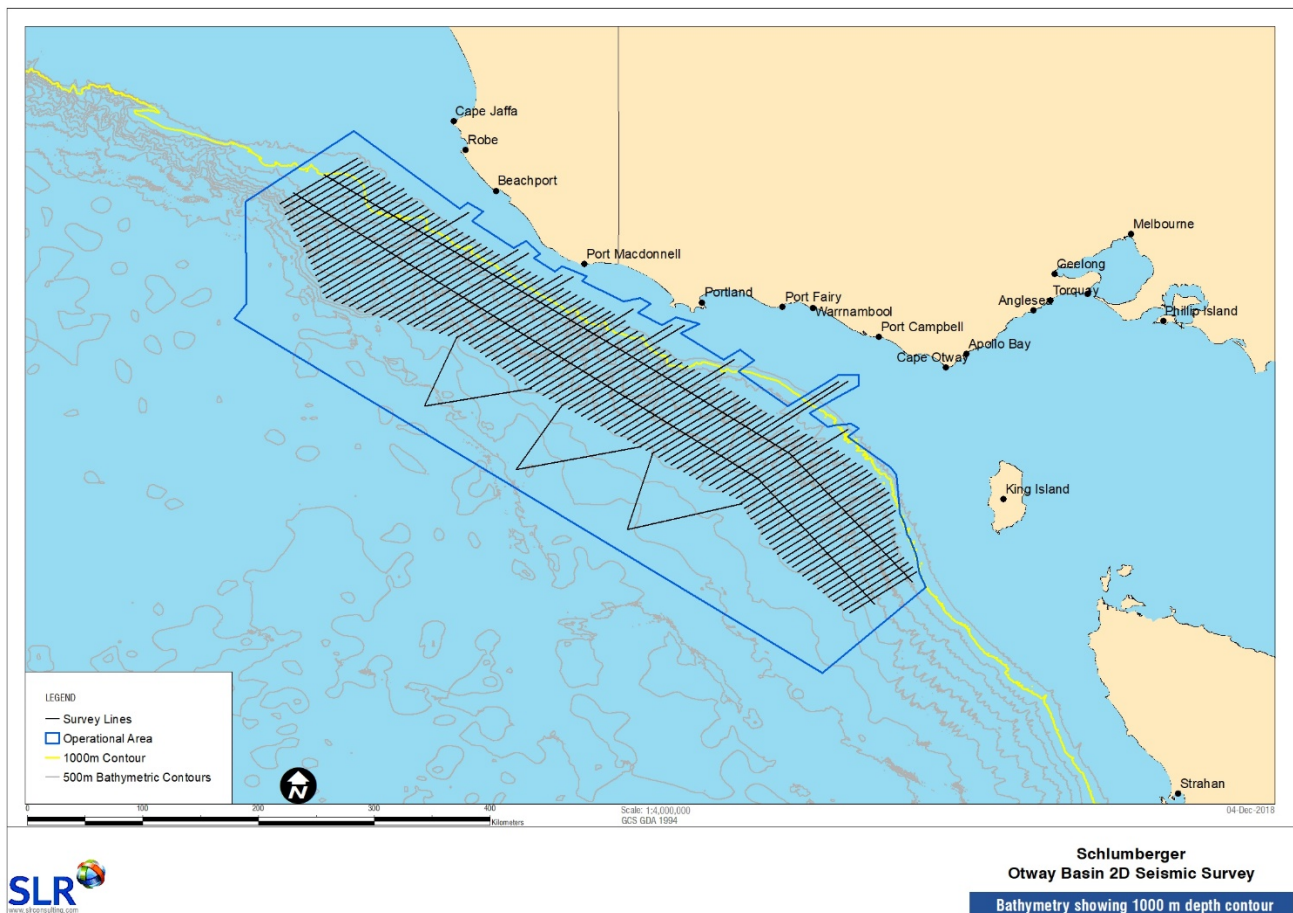 Cape Jaffa
Robe
Beachport
Port Macdonnell
Portland
Port Fairy
Warrnambool
Port Campbell
Cape Otway
Apollo Bay
Anglesea
Torquay
Geelong
Melbourne
Phillip Island
King Island
Strahan
LEGEND
Survey Lines
Operational Area
1000m Contour
500m Bathymetric Contours
N
0 100 200 300 400
Kilometers
Scale: 1:4,000,000
GCS GDA 1994
04-Dec-2018
SLR
www.slrconsulting.com
Schlumberger
Otway Basin 2D Seismic Survey
Bathymetry showing 1000 m depth contour